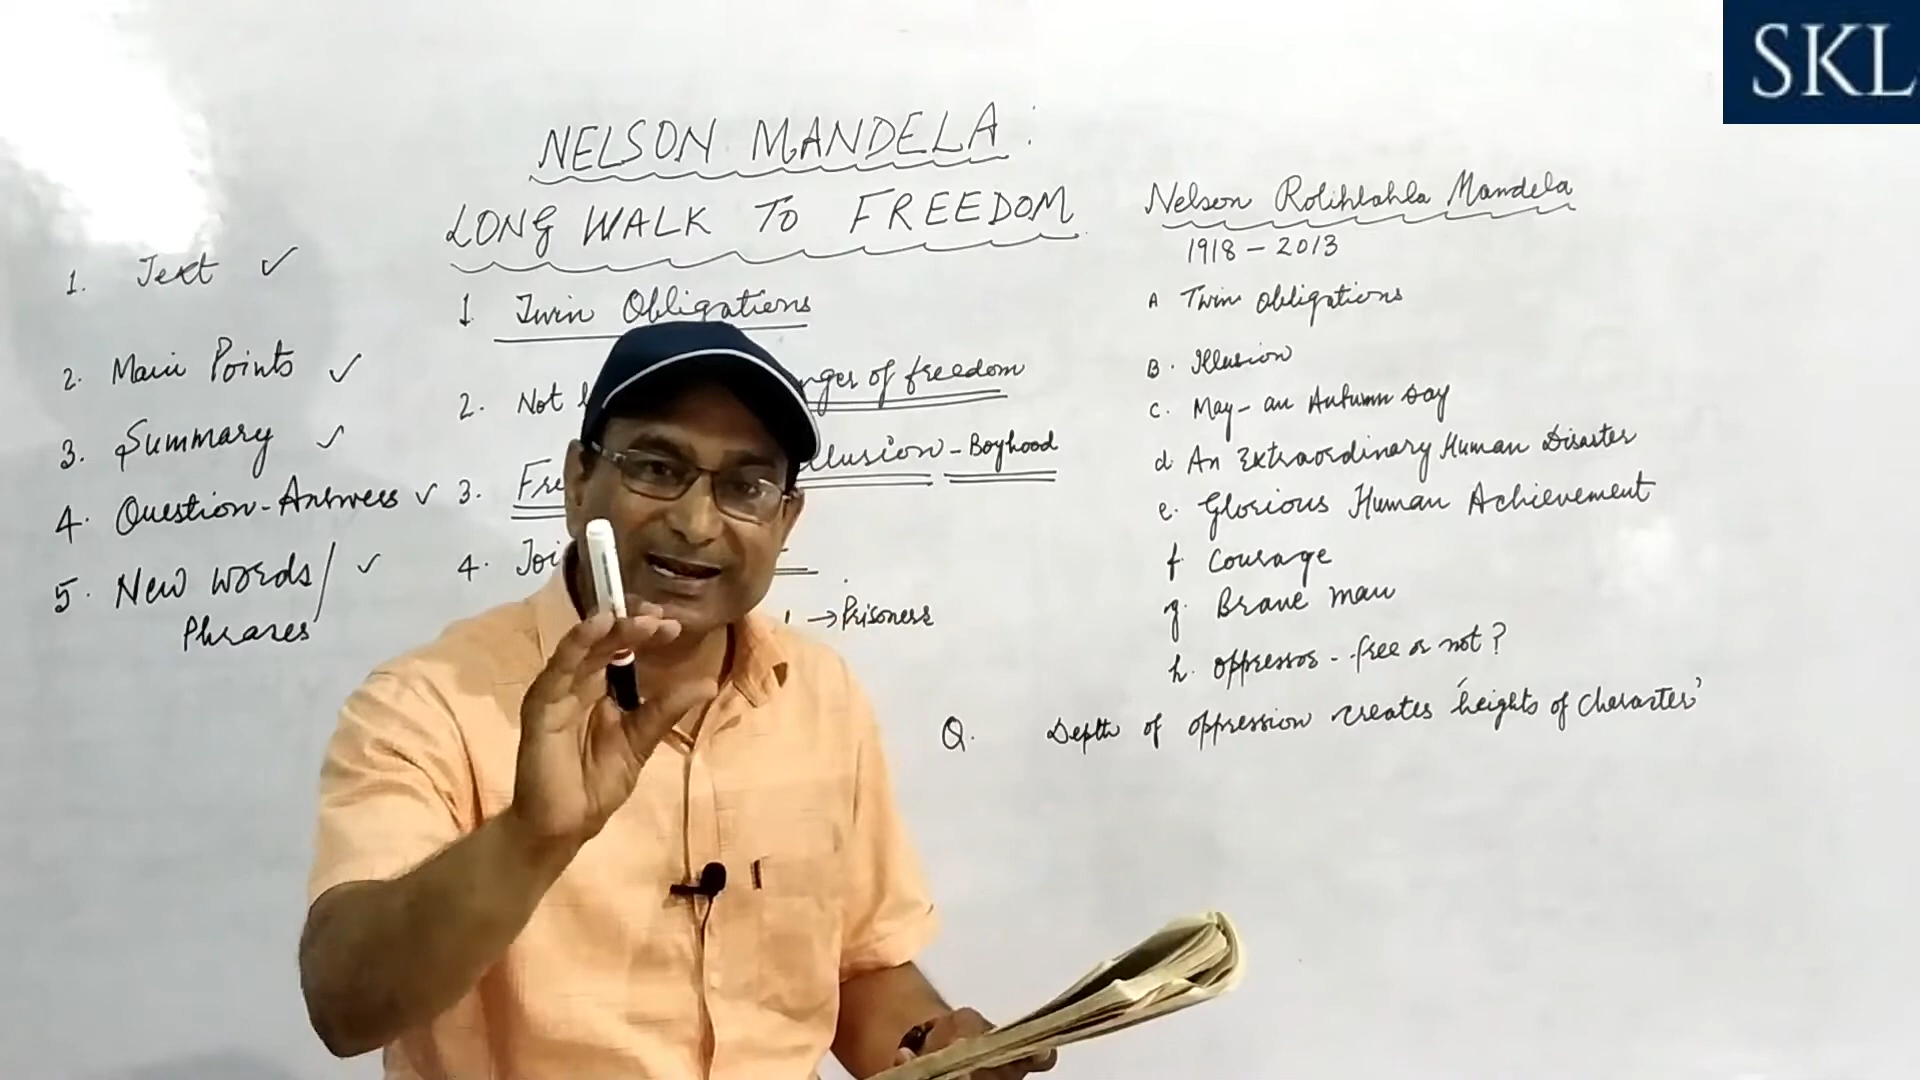 SKL
NELSON MANDELA:
LONG WALK TO FREEDOM
1. Text ✓
2. Main Points ✓
3. Summary ✓
4. Question-Answers ✓
5. New words/ ✓
Phrases
1 Twin Obligations
2. Not of freedom
3. - Boyhood
4.
→ Prisoners
Nelson Rolihlahla Mandela
1918 - 2013
A Twin obligations
B. Illusion
C. May - an Autumn Day
d. An Extraordinary Human Disaster
e. Glorious Human Achievement
f Courage
g. Brave man
h. oppressor - free or not?
Q. Depth of oppression creates 'heights of character'